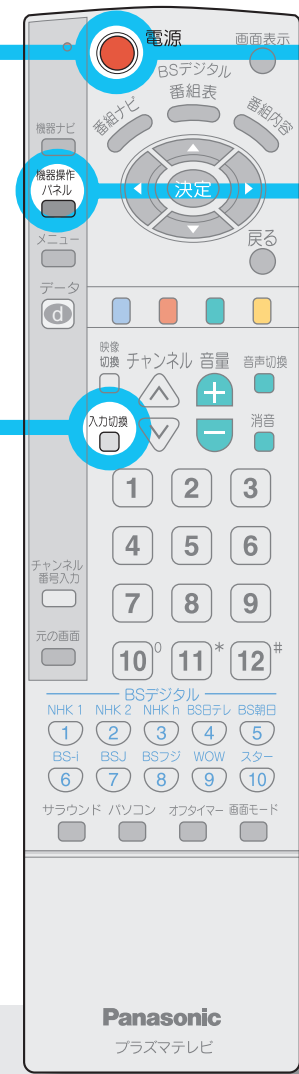 電源
画面表示
BSデジタル
番組ナビ
番組表
番組内容
機器ナビ
機器操作
パネル
決定
メニュー
戻る
データ
d
映像
切換
チャンネル
音量
音声切換
入力切換
消音
1
2
3
4
5
6
チャンネル
番号入力
7
8
9
元の画面
10 0
11 *
12 #
BSデジタル
NHK 1 NHK 2 NHK h BS日テレ BS朝日
1 2 3 4 5
BS-i BSJ BSフジ WOW スター
6 7 8 9 10
サラウンド パソコン オフタイマー 画面モード
Panasonic
プラズマテレビ